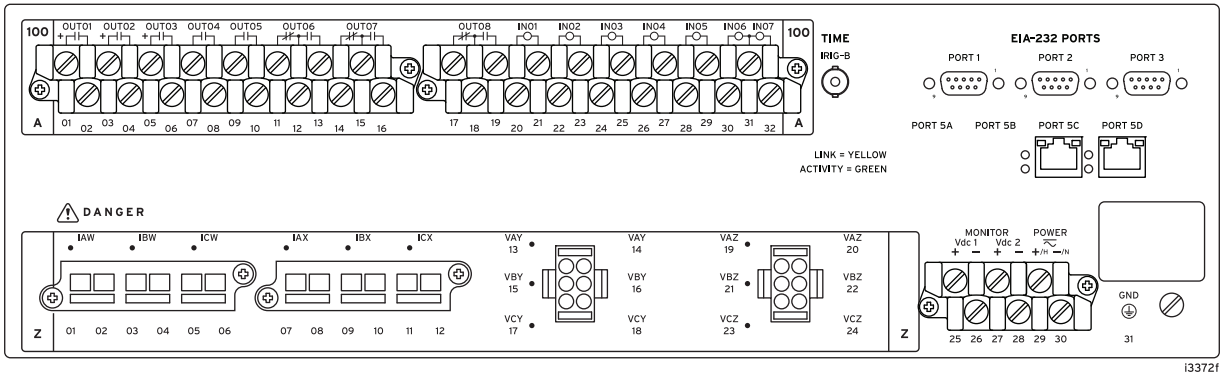 OUT01 OUT02 OUT03 OUT04 OUT05 OUT06 OUT07 OUT08 IN01 IN02 IN03 IN04 IN05 IN06 IN07
100 + + + 100
A 01 02 03 04 05 06 07 08 09 10 11 12 13 14 15 16 17 18 19 20 21 22 23 24 25 26 27 28 29 30 31 32 A
TIME
IRIG-B
EIA-232 PORTS
PORT 1 PORT 2 PORT 3
1 1 1
9 9 9
PORT 5A PORT 5B PORT 5C PORT 5D
LINK = YELLOW
ACTIVITY = GREEN
! DANGER
IAW IBW ICW IAX IBX ICX
VAY VAY VAZ VAZ
13 14 19 20
VBY VBY VBZ VBZ
15 16 21 22
VCY VCY VCZ VCZ
17 18 23 24
Z 01 02 03 04 05 06 07 08 09 10 11 12 Z
MONITOR POWER
Vdc 1 Vdc 2
+ − + − +/H −/N
25 26 27 28 29 30
GND
31
i3372f